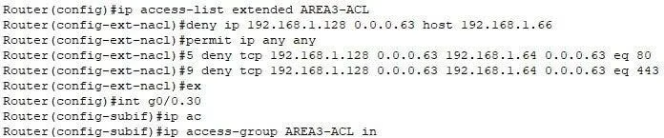 Router(config)#ip access-list extended AREA3-ACL
Router(config-ext-nacl)#deny ip 192.168.1.128 0.0.0.63 host 192.168.1.66
Router(config-ext-nacl)#permit ip any any
Router(config-ext-nacl)#5 deny tcp 192.168.1.128 0.0.0.63 192.168.1.64 0.0.0.63 eq 80
Router(config-ext-nacl)#9 deny tcp 192.168.1.128 0.0.0.63 192.168.1.64 0.0.0.63 eq 443
Router(config-ext-nacl)#ex
Router(config)#int g0/0.30
Router(config-subif)#ip ac
Router(config-subif)#ip access-group AREA3-ACL in